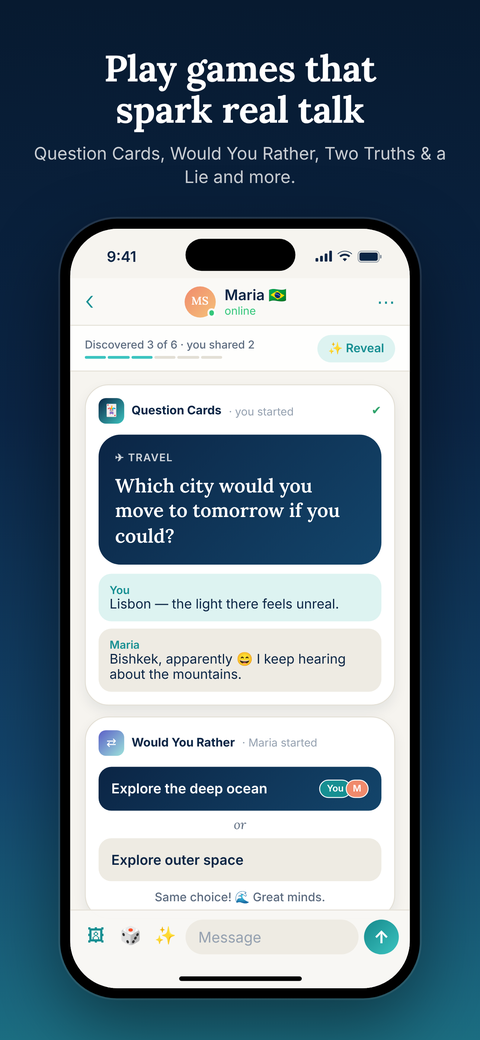 Play games that
spark real talk
Question Cards, Would You Rather, Two Truths & a
Lie and more.
9:41
MS
Maria 🇧🇷
online
Discovered 3 of 6 · you shared 2
✨ Reveal
Question Cards · you started ✔
✈ TRAVEL
Which city would you
move to tomorrow if you
could?
You
Lisbon — the light there feels unreal.
Maria
Bishkek, apparently 😄 I keep hearing
about the mountains.
Would You Rather · Maria started
Explore the deep ocean
You M
or
Explore outer space
Same choice! 🌊 Great minds.
Message